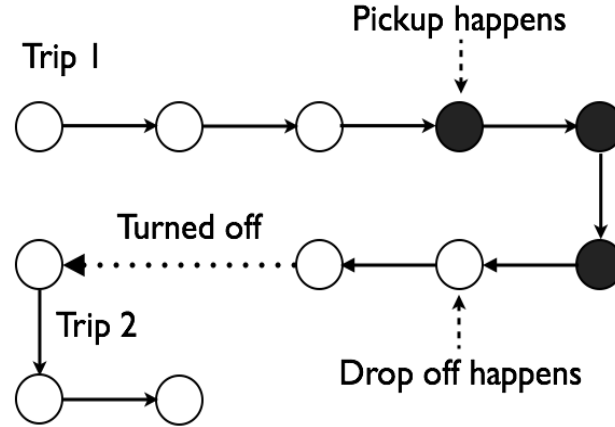 Pickup happens
Trip 1
Turned off
Trip 2
Drop off happens